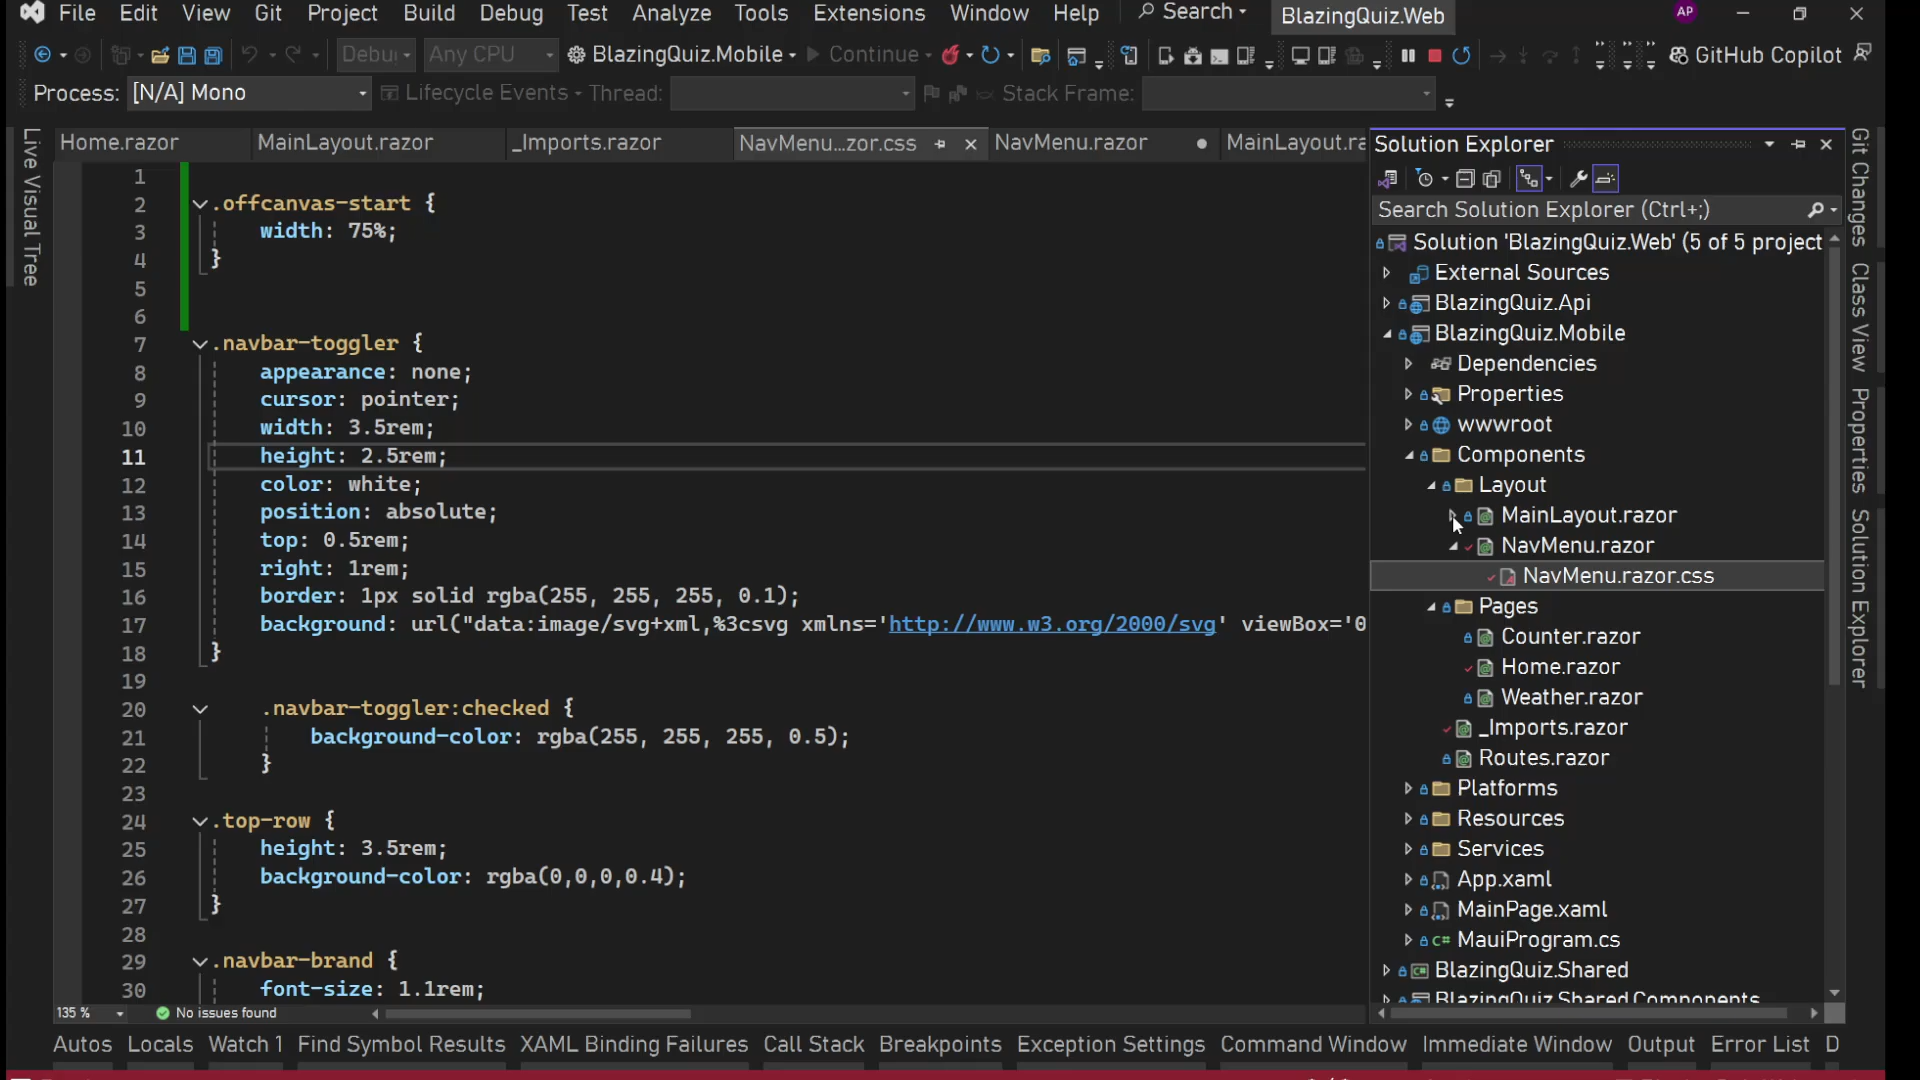 File Edit View Git Project Build Debug Test Analyze Tools Extensions Window Help Search BlazingQuiz.Web AP
Debug Any CPU BlazingQuiz.Mobile Continue GitHub Copilot
Process: [N/A] Mono Lifecycle Events Thread: Stack Frame:
Live Visual Tree
Home.razor MainLayout.razor _Imports.razor NavMenu...zor.css NavMenu.razor MainLayout.ra
1
2 .offcanvas-start {
3 width: 75%;
4 }
5
6
7 .navbar-toggler {
8 appearance: none;
9 cursor: pointer;
10 width: 3.5rem;
11 height: 2.5rem;
12 color: white;
13 position: absolute;
14 top: 0.5rem;
15 right: 1rem;
16 border: 1px solid rgba(255, 255, 255, 0.1);
17 background: url("data:image/svg+xml,%3csvg xmlns='http://www.w3.org/2000/svg' viewBox='0
18 }
19
20 .navbar-toggler:checked {
21 background-color: rgba(255, 255, 255, 0.5);
22 }
23
24 .top-row {
25 height: 3.5rem;
26 background-color: rgba(0,0,0,0.4);
27 }
28
29 .navbar-brand {
30 font-size: 1.1rem;
135 % No issues found
Solution Explorer
Search Solution Explorer (Ctrl+;)
Solution 'BlazingQuiz.Web' (5 of 5 project
External Sources
BlazingQuiz.Api
BlazingQuiz.Mobile
Dependencies
Properties
wwwroot
Components
Layout
MainLayout.razor
NavMenu.razor
NavMenu.razor.css
Pages
Counter.razor
Home.razor
Weather.razor
_Imports.razor
Routes.razor
Platforms
Resources
Services
App.xaml
MainPage.xaml
C# MauiProgram.cs
BlazingQuiz.Shared
BlazingQuiz.Shared.Components
Git Changes
Class View
Properties
Solution Explorer
Autos Locals Watch 1 Find Symbol Results XAML Binding Failures Call Stack Breakpoints Exception Settings Command Window Immediate Window Output Error List D